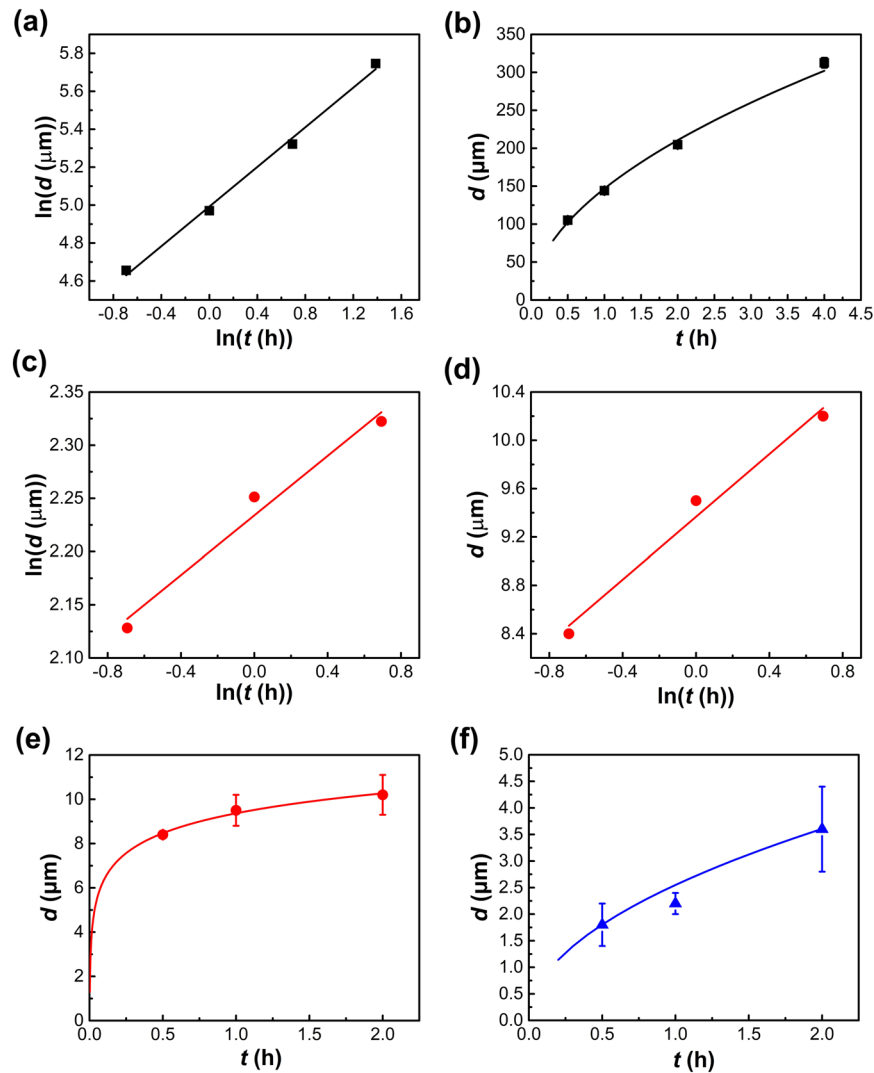 (a)
5.8
5.6
5.4
5.2
5.0
4.8
4.6
ln(d (μm))
-0.8 -0.4 0.0 0.4 0.8 1.2 1.6
ln(t (h))
(b)
350
300
250
200
150
100
50
0
d (μm)
0.0 0.5 1.0 1.5 2.0 2.5 3.0 3.5 4.0 4.5
t (h)
(c)
2.35
2.30
2.25
2.20
2.15
2.10
ln(d (μm))
-0.8 -0.4 0.0 0.4 0.8
ln(t (h))
(d)
10.4
10.0
9.6
9.2
8.8
8.4
d (μm)
-0.8 -0.4 0.0 0.4 0.8
ln(t (h))
(e)
12
10
8
6
4
2
0
d (μm)
0.0 0.5 1.0 1.5 2.0
t (h)
(f)
5.0
4.5
4.0
3.5
3.0
2.5
2.0
1.5
1.0
0.5
0.0
d (μm)
0.0 0.5 1.0 1.5 2.0
t (h)